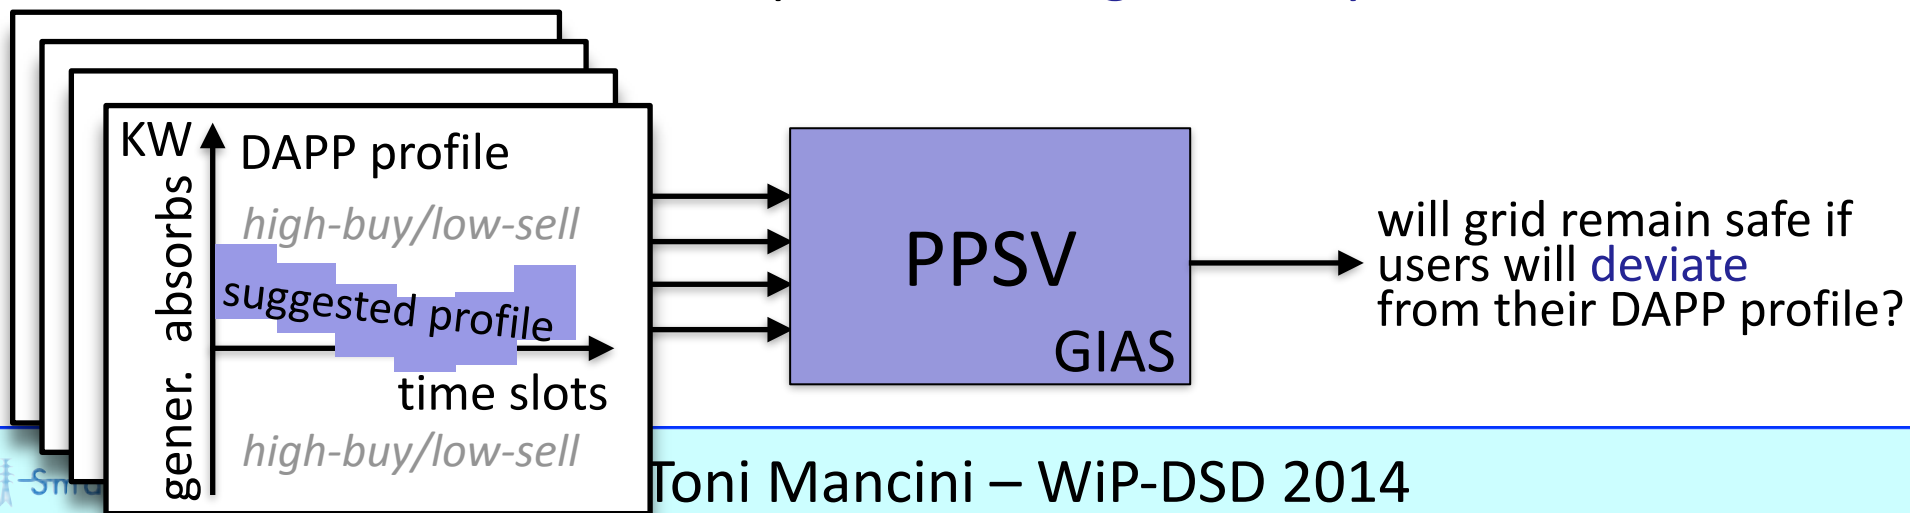 KW
DAPP profile
high-buy/low-sell
gener. absorbs
suggested profile
time slots
high-buy/low-sell
PPSV
GIAS
will grid remain safe if
users will deviate
from their DAPP profile?
Toni Mancini – WiP-DSD 2014